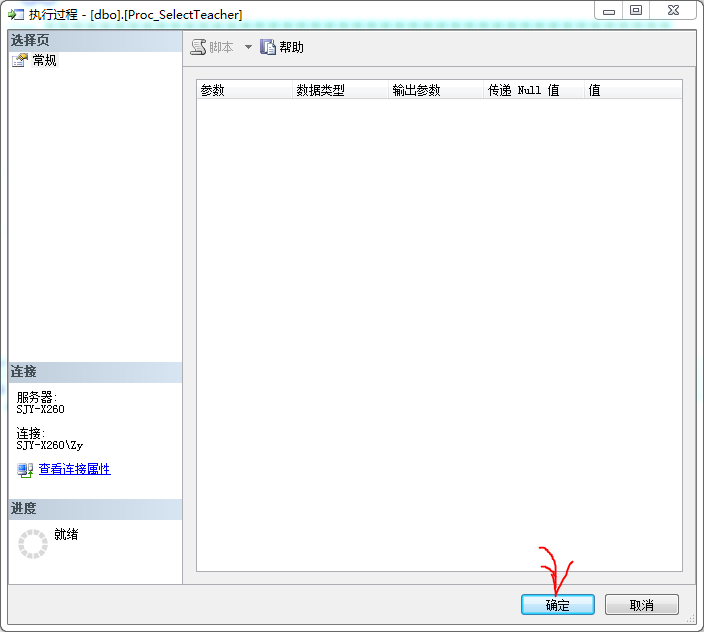 执行过程 - [dbo].[Proc_SelectTeacher]
选择页
常规
脚本
帮助
参数 数据类型 输出参数 传递 Null 值 值
连接
服务器:
SJY-X260
连接:
SJY-X260\Zy
查看连接属性
进度
就绪
确定 取消